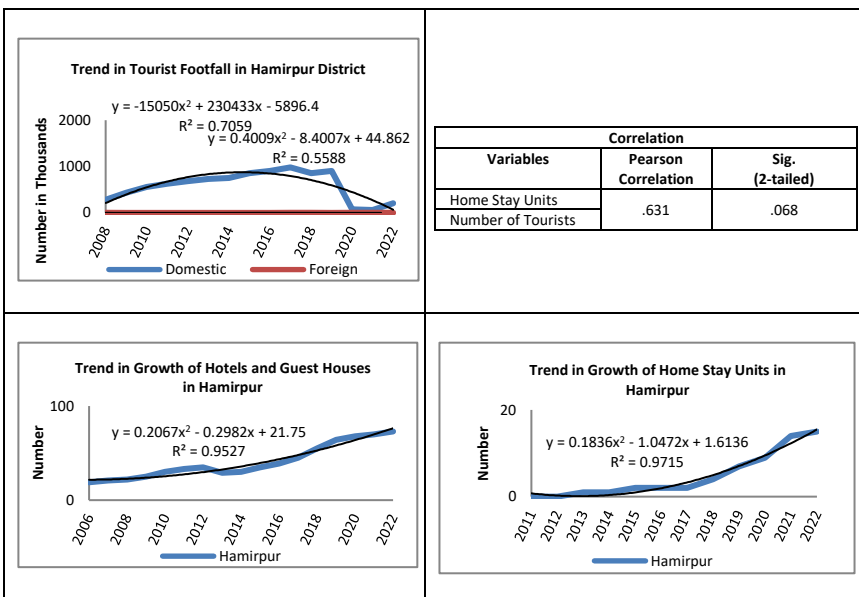 Trend in Tourist Footfall in Hamirpur District
y = -15050x² + 230433x - 5896.4
R² = 0.7059
y = 0.4009x² - 8.4007x + 44.862
R² = 0.5588
Number in Thousands
2000
1000
0
2008 2010 2012 2014 2016 2018 2020 2022
Domestic Foreign
Correlation
Variables Pearson Correlation Sig. (2-tailed)
Home Stay Units
Number of Tourists
.631 .068
Trend in Growth of Hotels and Guest Houses
in Hamirpur
y = 0.2067x² - 0.2982x + 21.75
R² = 0.9527
Number
100
50
0
2006 2008 2010 2012 2014 2016 2018 2020 2022
Hamirpur
Trend in Growth of Home Stay Units in
Hamirpur
y = 0.1836x² - 1.0472x + 1.6136
R² = 0.9715
Number
20
10
0
2011 2012 2013 2014 2015 2016 2017 2018 2019 2020 2021 2022
Hamirpur